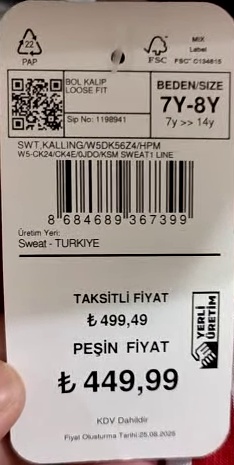 22
PAP
FSC
MIX
Label
FSC® C134615
BOL KALIP
LOOSE FIT
Sip No: 1198941
BEDEN/SIZE
7Y-8Y
7y >> 14y
SWT,KALLING/W5DK56Z4/HPM
W5-CK24/CK4E/0JDO/KSM SWEAT1 LINE
8 684689 367399
Üretim Yeri:
Sweat - TURKIYE
TAKSİTLİ FİYAT
₺ 499,49
PEŞİN FİYAT
₺ 449,99
YERLİ
ÜRETİM
KDV Dahildir
Fiyat Oluşturma Tarihi:25.08.2025